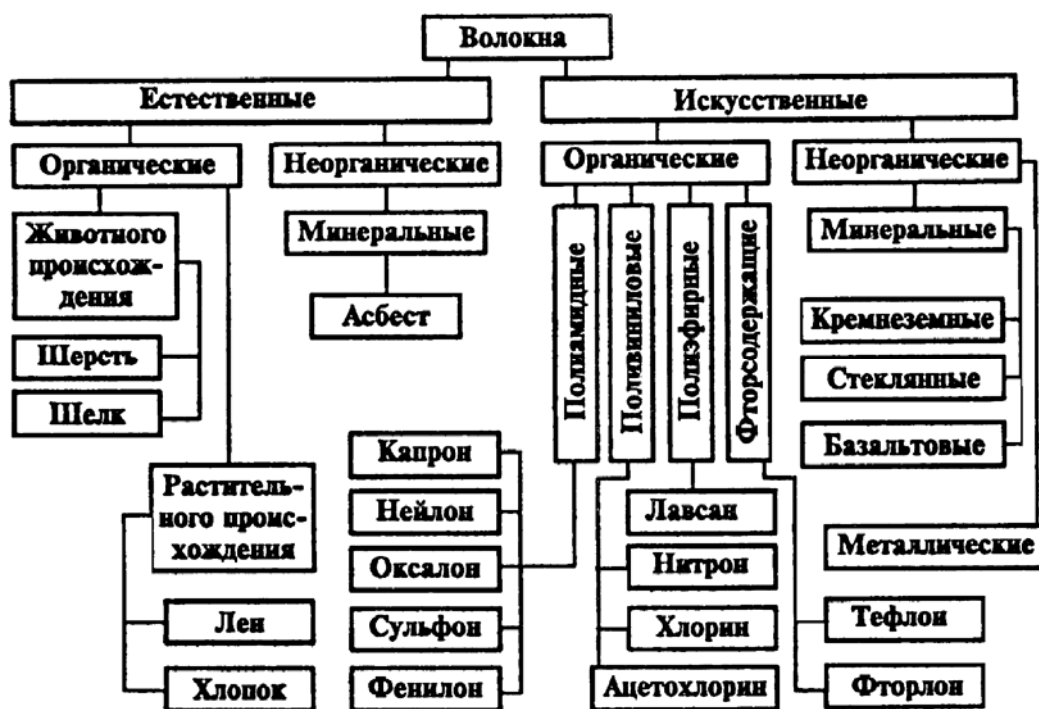 Волокна
Естественные
Искусственные
Органические
Неорганические
Органические
Неорганические
Животного
происхож-
дения
Минеральные
Полиамидные
Поливиниловые
Полиэфирные
Фторсодержащие
Минеральные
Асбест
Кремнеземные
Шерсть
Стеклянные
Шелк
Базальтовые
Капрон
Раститель-
ного проис-
хождения
Нейлон
Лавсан
Металлические
Оксалон
Нитрон
Лен
Сульфон
Хлорин
Тефлон
Хлопок
Фенилон
Ацетохлорин
Фторлон